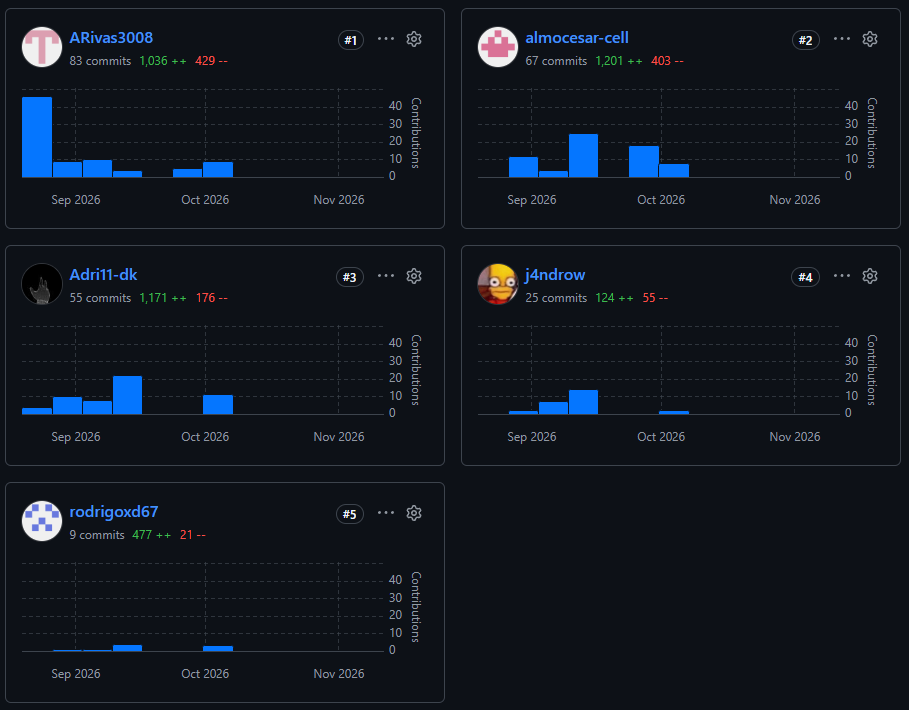 ARivas3008 #1 ···
83 commits 1,036 ++ 429 --
40
30
20
10
0
Contributions
Sep 2026 Oct 2026 Nov 2026
almocesar-cell #2 ···
67 commits 1,201 ++ 403 --
40
30
20
10
0
Contributions
Sep 2026 Oct 2026 Nov 2026
Adri11-dk #3 ···
55 commits 1,171 ++ 176 --
40
30
20
10
0
Contributions
Sep 2026 Oct 2026 Nov 2026
j4ndrow #4 ···
25 commits 124 ++ 55 --
40
30
20
10
0
Contributions
Sep 2026 Oct 2026 Nov 2026
rodrigoxd67 #5 ···
9 commits 477 ++ 21 --
40
30
20
10
0
Contributions
Sep 2026 Oct 2026 Nov 2026